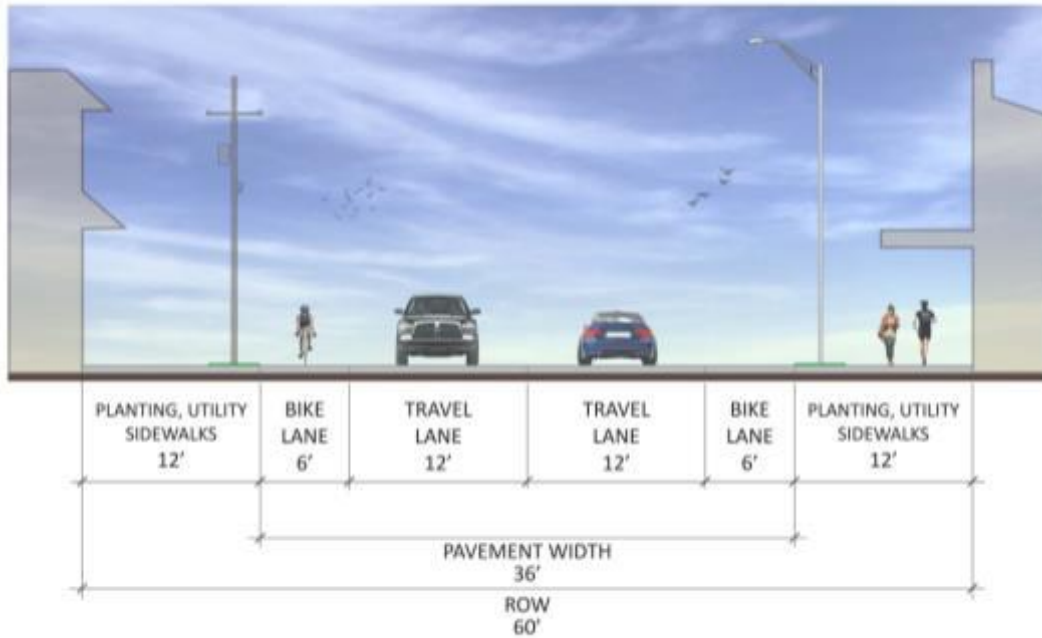 PLANTING, UTILITY
SIDEWALKS
12’
BIKE
LANE
6’
TRAVEL
LANE
12’
TRAVEL
LANE
12’
BIKE
LANE
6’
PLANTING, UTILITY
SIDEWALKS
12’
PAVEMENT WIDTH
36’
ROW
60’